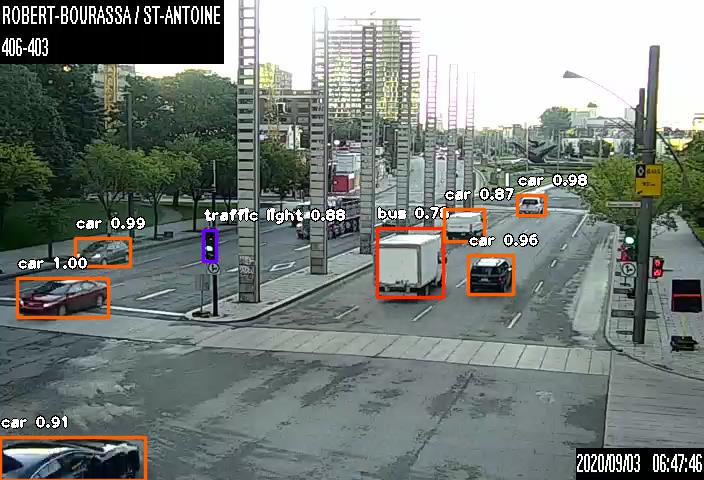 ROBERT-BOURASSA / ST-ANTOINE
406-403
car 0.98
car 0.87
traffic light 0.88
bus 0.78
car 0.99
car 0.96
car 1.00
car 0.91
2020/09/03 06:47:46